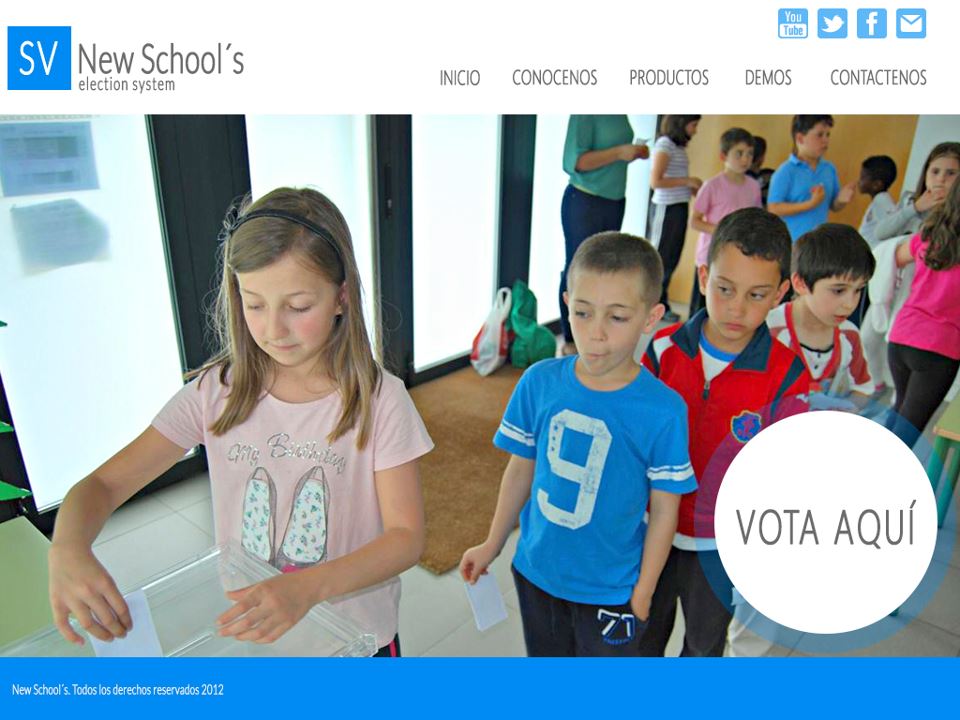 You
Tube
SV
New School´s
election system
INICIO CONOCENOS PRODUCTOS DEMOS CONTACTENOS
My Birthday
9
71
VOTA AQUÍ
New School´s. Todos los derechos reservados 2012